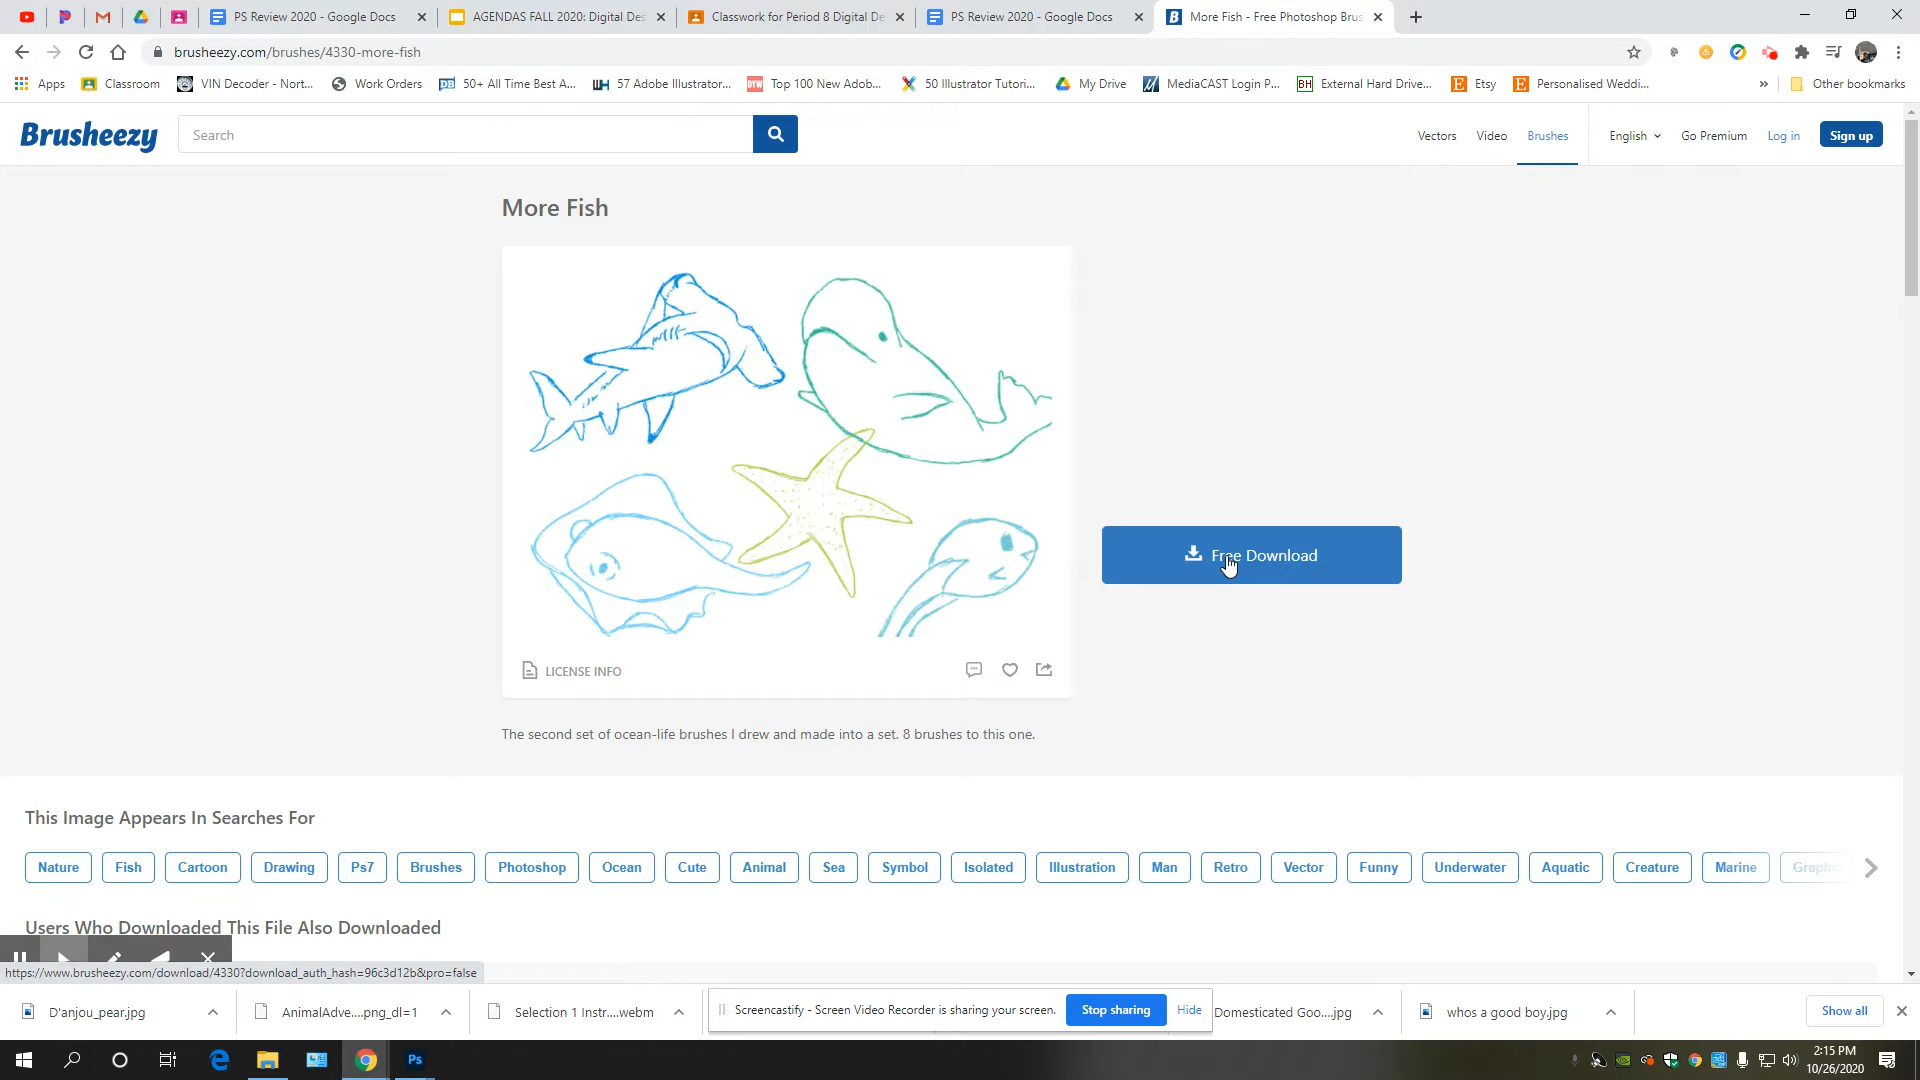 PS Review 2020 - Google Docs
AGENDAS FALL 2020: Digital Des
Classwork for Period 8 Digital De
PS Review 2020 - Google Docs
More Fish - Free Photoshop Brus
brusheezy.com/brushes/4330-more-fish
Apps
Classroom
VIN Decoder - Nort...
Work Orders
50+ All Time Best A...
57 Adobe Illustrator...
Top 100 New Adob...
50 Illustrator Tutori...
My Drive
MediaCAST Login P...
External Hard Drive...
Etsy
Personalised Weddi...
Other bookmarks
Brusheezy
Search
Vectors
Video
Brushes
English
Go Premium
Log in
Sign up
More Fish
Free Download
LICENSE INFO
The second set of ocean-life brushes I drew and made into a set. 8 brushes to this one.
This Image Appears In Searches For
Nature
Fish
Cartoon
Drawing
Ps7
Brushes
Photoshop
Ocean
Cute
Animal
Sea
Symbol
Isolated
Illustration
Man
Retro
Vector
Funny
Underwater
Aquatic
Creature
Marine
Graphic
Users Who Downloaded This File Also Downloaded
https://www.brusheezy.com/download/4330?download_auth_hash=96c3d12b&pro=false
D'anjou_pear.jpg
AnimalAdve....png_dl=1
Selection 1 Instr....webm
Screencastify - Screen Video Recorder is sharing your screen.
Stop sharing
Hide
Domesticated Goo....jpg
whos a good boy.jpg
Show all
Ps
2:15 PM
10/26/2020